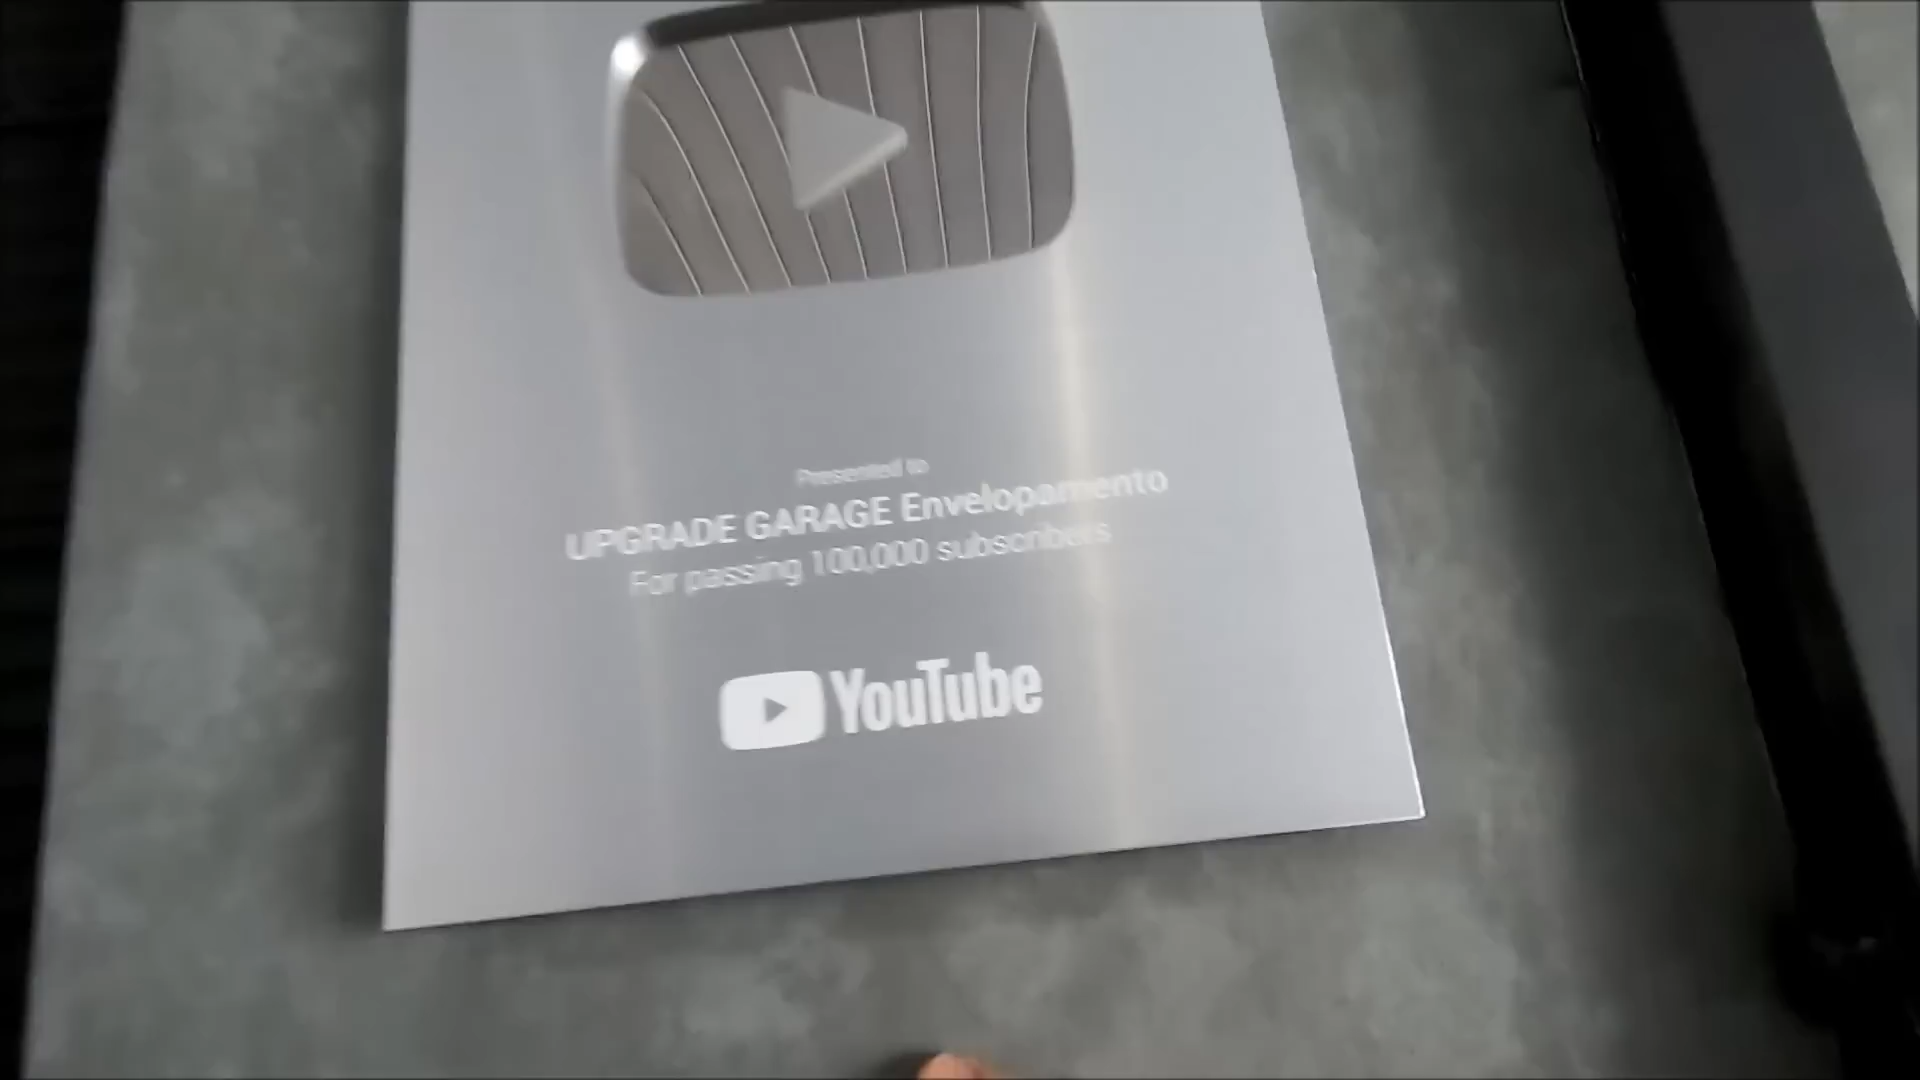 Presented to
UPGRADE GARAGE Envelopamento
For passing 100,000 subscribers
YouTube